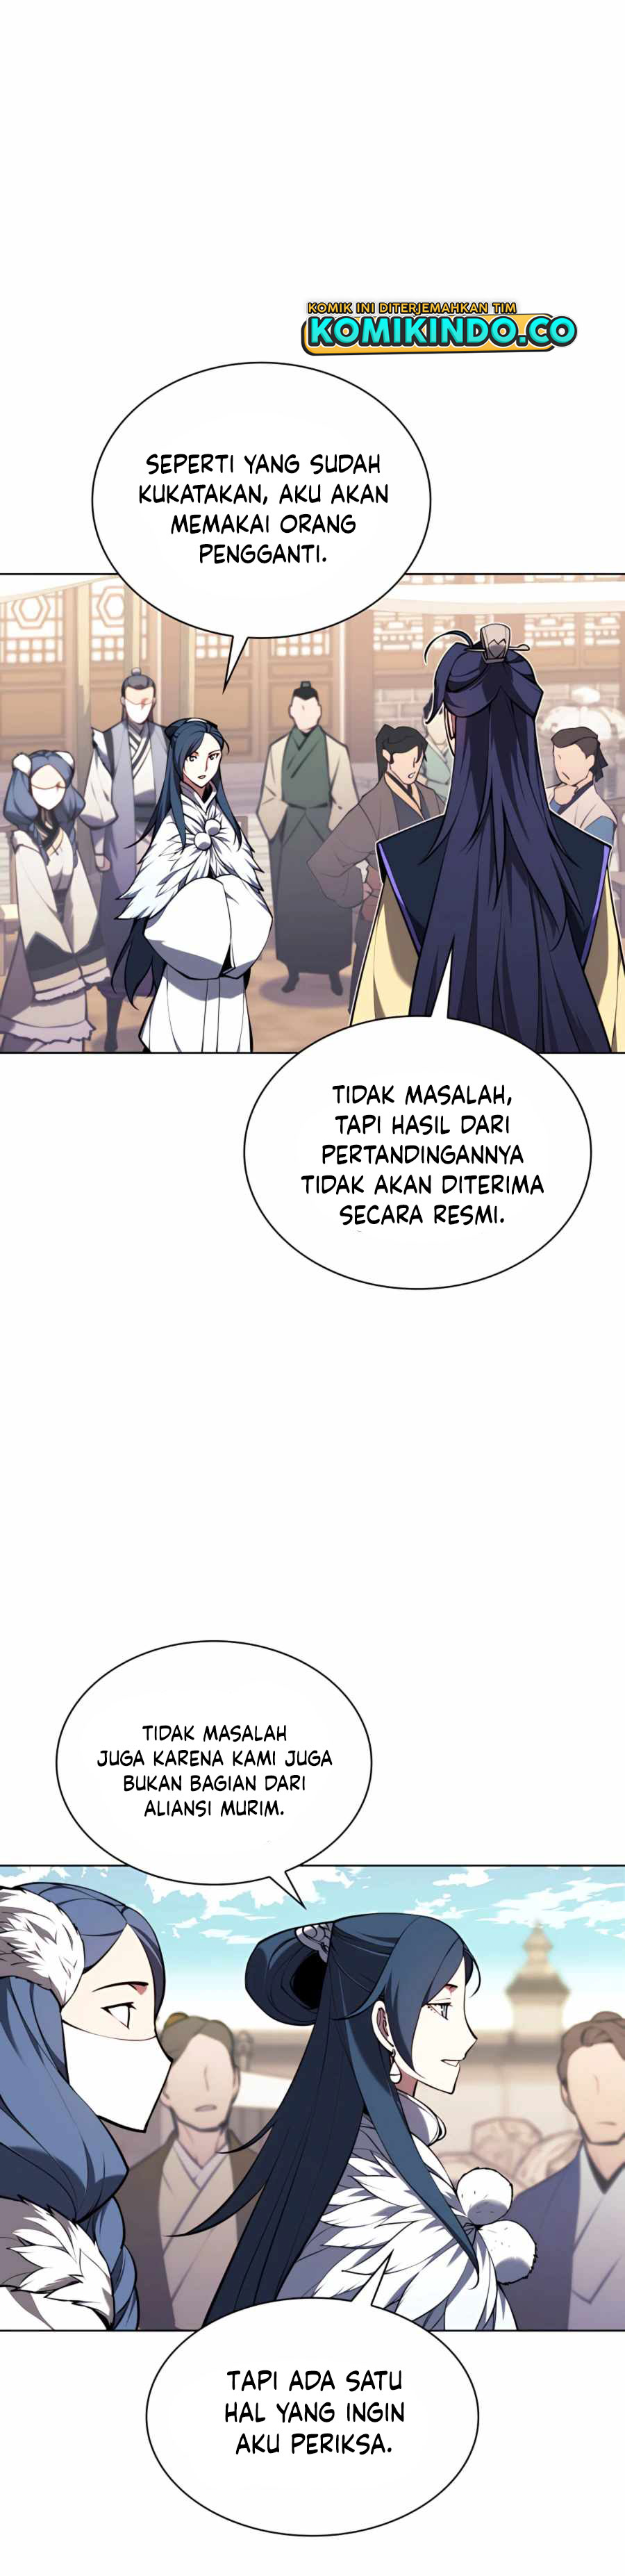 KOMIK INI DITERJEMAHKAN TIM
KOMIKINDO.CO
SEPERTI YANG SUDAH
KUKATAKAN, AKU AKAN
MEMAKAI ORANG
PENGGANTI.
TIDAK MASALAH,
TAPI HASIL DARI
PERTANDINGANNYA
TIDAK AKAN DITERIMA
SECARA RESMI.
TIDAK MASALAH
JUGA KARENA KAMI JUGA
BUKAN BAGIAN DARI
ALIANSI MURIM.
TAPI ADA SATU
HAL YANG INGIN
AKU PERIKSA.